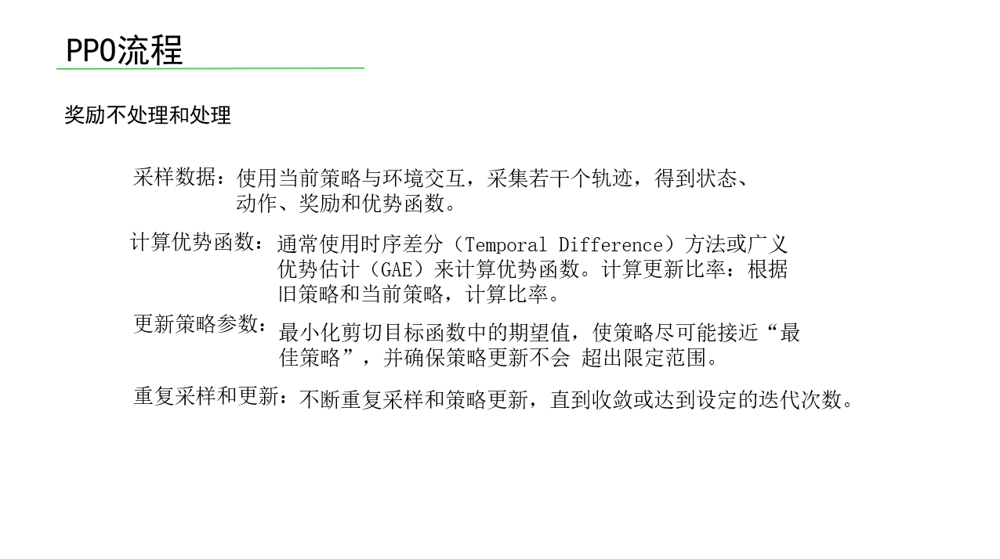 PPO流程
奖励不处理和处理
采样数据：使用当前策略与环境交互，采集若干个轨迹，得到状态、
动作、奖励和优势函数。
计算优势函数：通常使用时序差分（Temporal Difference）方法或广义
优势估计（GAE）来计算优势函数。计算更新比率：根据
旧策略和当前策略，计算比率。
更新策略参数：最小化剪切目标函数中的期望值，使策略尽可能接近“最
佳策略”，并确保策略更新不会 超出限定范围。
重复采样和更新：不断重复采样和策略更新，直到收敛或达到设定的迭代次数。